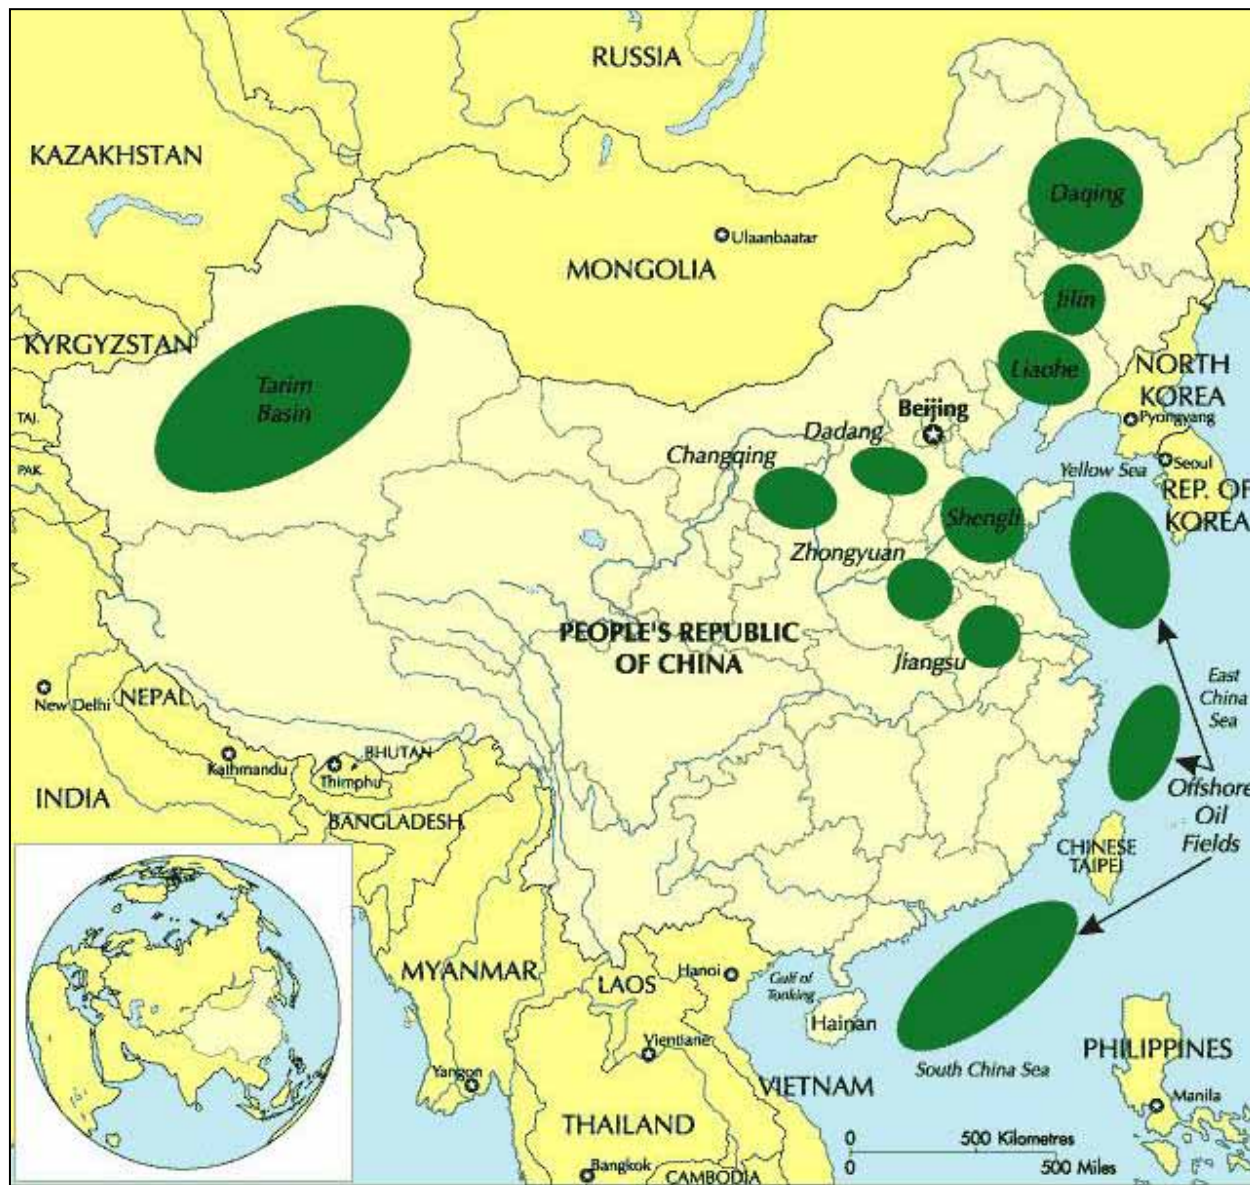 RUSSIA
KAZAKHSTAN
Daqing
Ulaanbaatar
MONGOLIA
Jilin
KYRGYZSTAN
Liaohe
NORTH
KOREA
Tarim
Basin
TAJ.
Beijing
Pyongyang
Dadang
Changqing
PAK.
Yellow Sea
Seoul
REP. OF
KOREA
Shengli
Zhongyuan
PEOPLE'S REPUBLIC
OF CHINA
Jiangsu
East
China
Sea
New Delhi
NEPAL
BHUTAN
Kathmandu
Thimphu
INDIA
BANGLADESH
Offshore
Oil
Fields
CHINESE
TAIPEI
MYANMAR
LAOS
Hanoi
Gulf of
Tonking
Hainan
Vientiane
PHILIPPINES
South China Sea
Yangon
VIETNAM
Manila
THAILAND
0 500 Kilometres
0 500 Miles
Bangkok
CAMBODIA